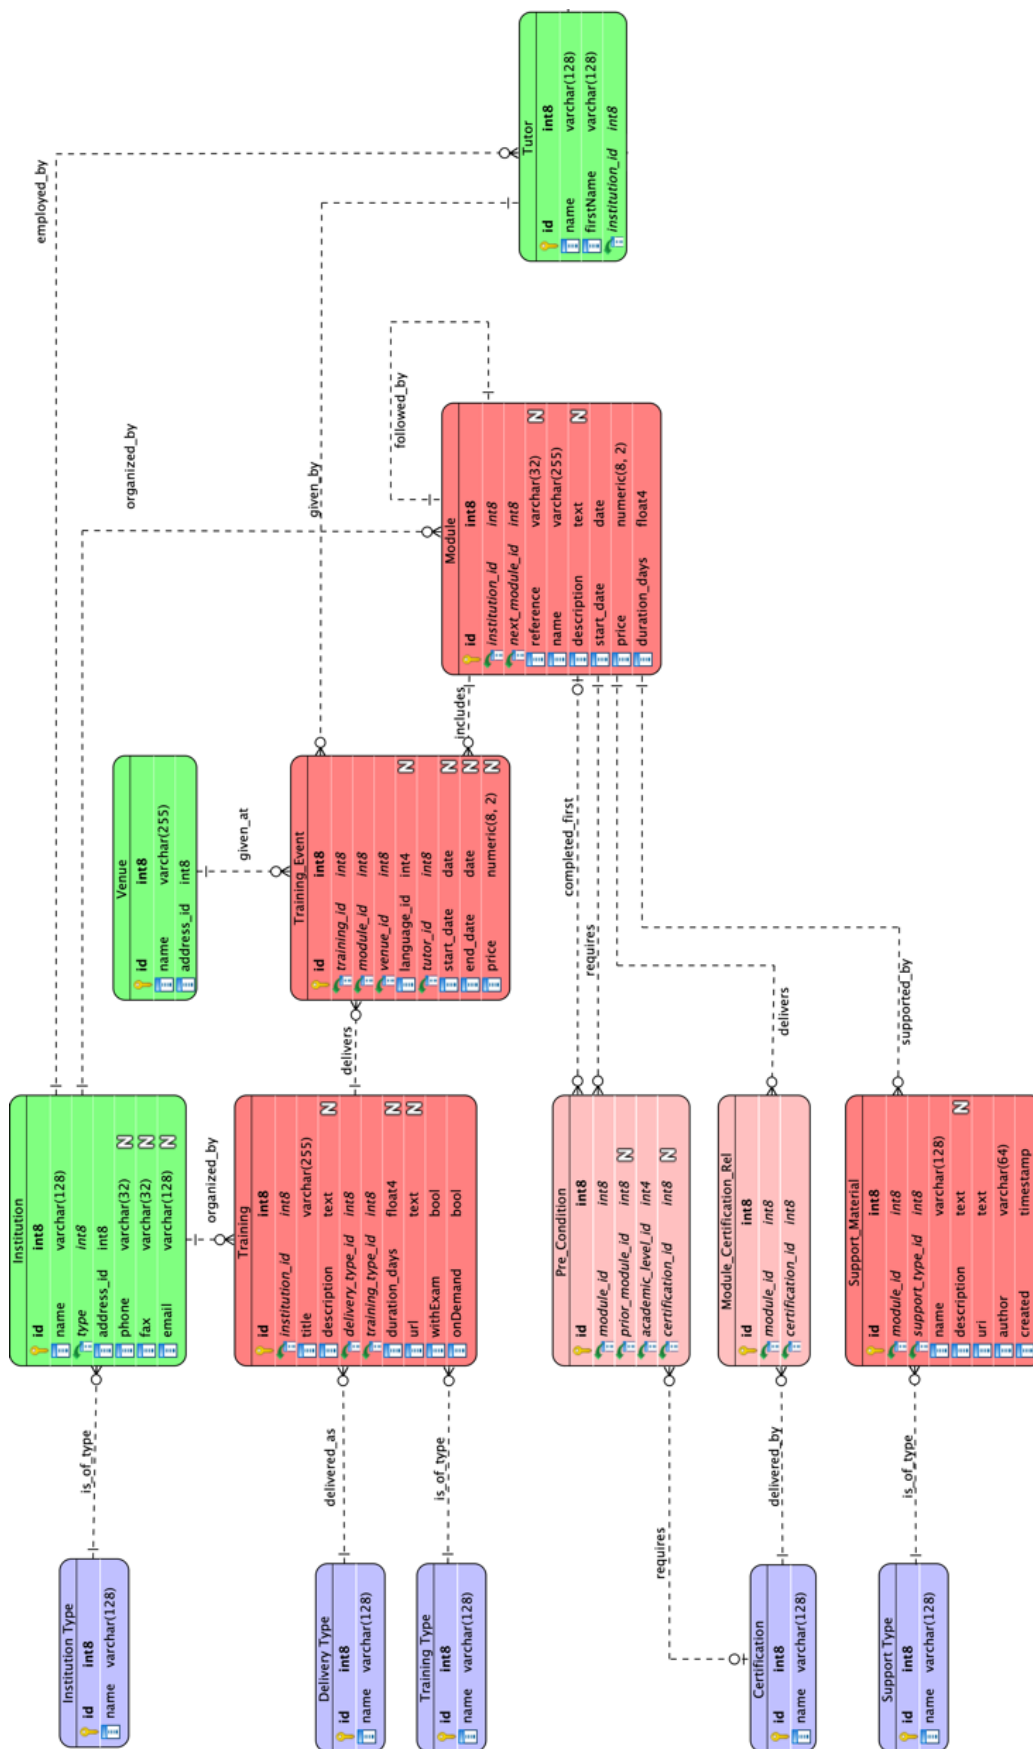 Institution Type
id int8
name varchar(128)
is_of_type
Institution
id int8
name varchar(128)
type int8
address_id int8
phone varchar(32) N
fax varchar(32) N
email varchar(128) N
employed_by
organized_by
organized_by
Venue
id int8
name varchar(255)
address_id int8
given_at
Delivery Type
id int8
name varchar(128)
delivered_as
Training Type
id int8
name varchar(128)
is_of_type
Training
id int8
institution_id int8
title varchar(255)
description text N
delivery_type_id int8
training_type_id int8
duration_days float4 N
url text N
withExam bool
onDemand bool
delivers
Training_Event
id int8
training_id int8
module_id int8
venue_id int8
language_id int4 N
tutor_id int8
start_date date N
end_date date N
price numeric(8, 2) N
given_by
includes
Module
id int8
institution_id int8
next_module_id int8
reference varchar(32) N
name varchar(255)
description text N
start_date date
price numeric(8, 2)
duration_days float4
followed_by
Tutor
id int8
name varchar(128)
firstName varchar(128)
institution_id int8
completed_first
requires
Pre_Condition
id int8
module_id int8
prior_module_id int8 N
academic_level_id int4
certification_id int8 N
requires
Certification
id int8
name varchar(128)
delivered_by
Module_Certification_Rel
id int8
module_id int8
certification_id int8
delivers
Support Type
id int8
name varchar(128)
is_of_type
Support_Material
id int8
module_id int8
support_type_id int8
name varchar(128)
description text N
uri text
author varchar(64)
created timestamp
supported_by